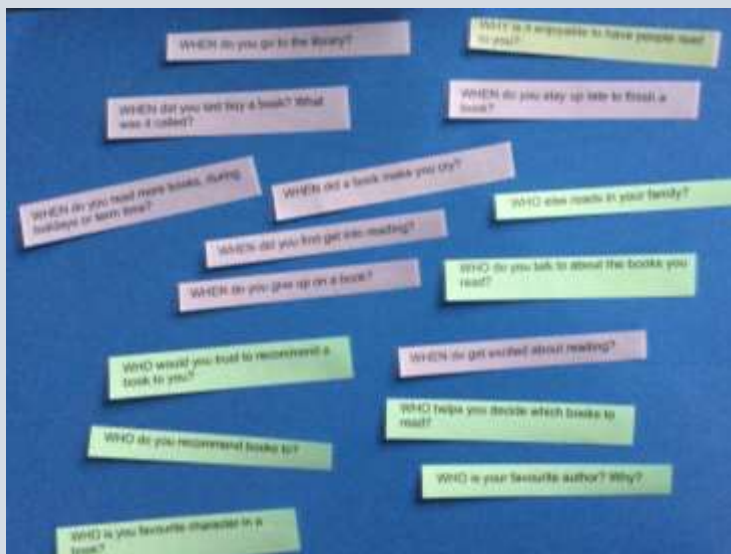 WHEN do you go to the library?
WHY is it enjoyable to have people read
to you?
WHEN did you last buy a book? What
was it called?
WHEN do you stay up late to finish a
book?
WHEN do you read more books, during
holidays or term time?
WHEN did a book make you cry?
WHO else reads in your family?
WHEN did you first get into reading?
WHO do you talk to about the books you
read?
WHEN do you give up on a book?
WHO would you trust to recommend a
book to you?
WHEN do get excited about reading?
WHO helps you decide which books to
read?
WHO do you recommend books to?
WHO is your favourite author? Why?
WHO is you favourite character in a
book?